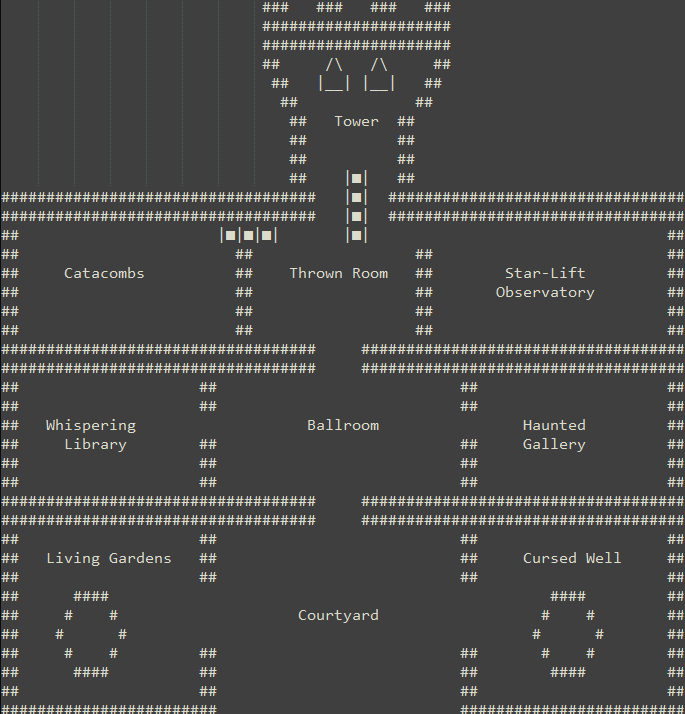 Tower
Catacombs Thrown Room Star-Lift
Observatory
Whispering Ballroom Haunted
Library Gallery
Living Gardens Cursed Well
Courtyard